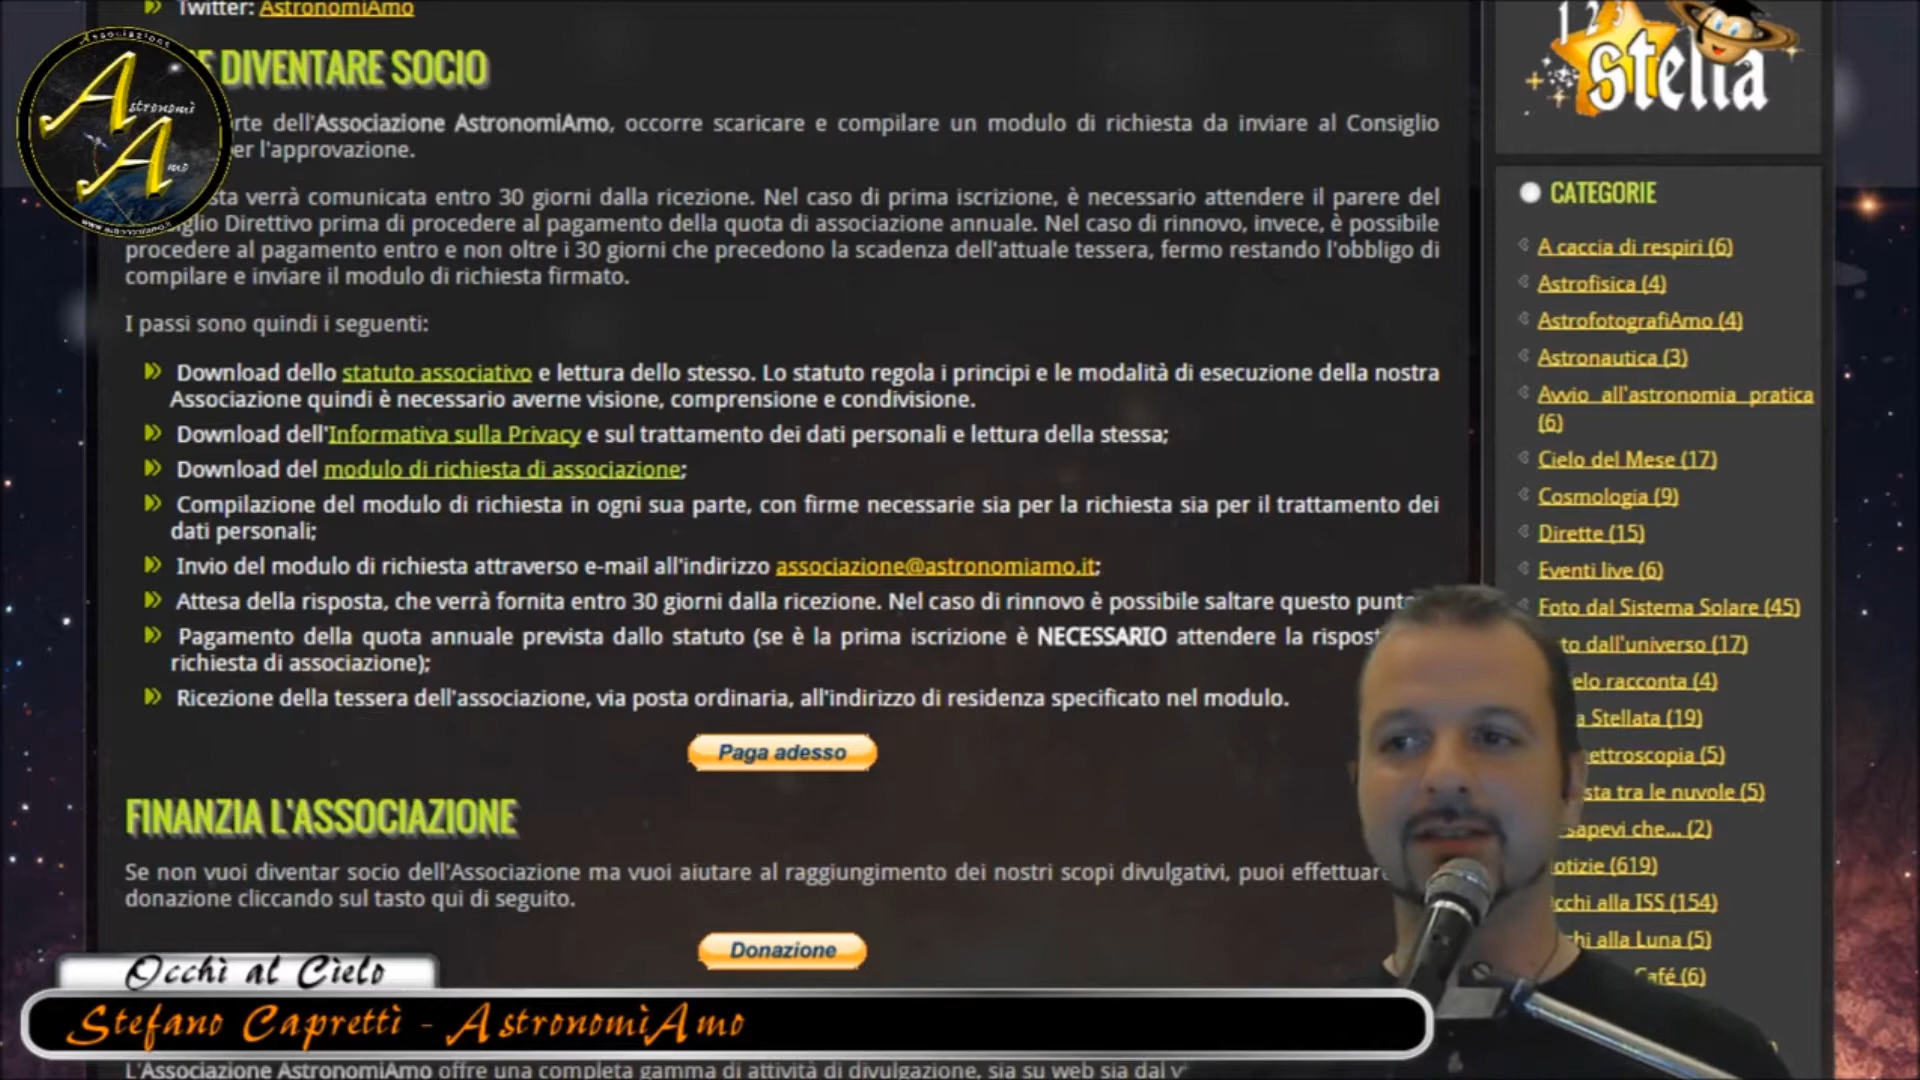 Twitter: AstronomiAmo
DIVENTARE SOCIO
dell'Associazione AstronomiAmo, occorre scaricare e compilare un modulo di richiesta da inviare al Consiglio
l'approvazione.
verrà comunicata entro 30 giorni dalla ricezione. Nel caso di prima iscrizione, è necessario attendere il parere del
Direttivo prima di procedere al pagamento della quota di associazione annuale. Nel caso di rinnovo, invece, è possibile
procedere al pagamento entro e non oltre i 30 giorni che precedono la scadenza dell'attuale tessera, fermo restando l'obbligo di
compilare e inviare il modulo di richiesta firmato.
I passi sono quindi i seguenti:
Download dello statuto associativo e lettura dello stesso. Lo statuto regola i principi e le modalità di esecuzione della nostra
Associazione quindi è necessario averne visione, comprensione e condivisione.
Download dell'Informativa sulla Privacy e sul trattamento dei dati personali e lettura della stessa;
Download del modulo di richiesta di associazione;
Compilazione del modulo di richiesta in ogni sua parte, con firme necessarie sia per la richiesta sia per il trattamento dei
dati personali;
Invio del modulo di richiesta attraverso e-mail all'indirizzo associazione@astronomiamo.it;
Attesa della risposta, che verrà fornita entro 30 giorni dalla ricezione. Nel caso di rinnovo è possibile saltare questo
Pagamento della quota annuale prevista dallo statuto (se è la prima iscrizione è NECESSARIO attendere la
richiesta di associazione);
Ricezione della tessera dell'associazione, via posta ordinaria, all'indirizzo di residenza specificato nel modulo.
Paga adesso
FINANZIA L'ASSOCIAZIONE
Se non vuoi diventar socio dell'Associazione ma vuoi aiutare al raggiungimento dei nostri scopi divulgativi, puoi
donazione cliccando sul tasto qui di seguito.
Donazione
L'Associazione AstronomiAmo offre una completa gamma di attività di divulgazione, sia su web sia dal
1 2 3
stella
CATEGORIE
A caccia di respiri (6)
Astrofisica (4)
AstrofotografiAmo (4)
Astronautica (3)
Avvio all'astronomia pratica
(6)
Cielo del Mese (17)
Cosmologia (9)
Dirette (15)
Eventi live (6)
Foto dal Sistema Solare (45)
dall'universo (17)
racconta (4)
Stellata (19)
(5)
tra le nuvole (5)
sapevi che... (2)
(619)
alla ISS (154)
alla Luna (5)
Café (6)
Associazione
Astronomi
Amo
Occhi al Cielo
Stefano Capretti - AstronomiAmo